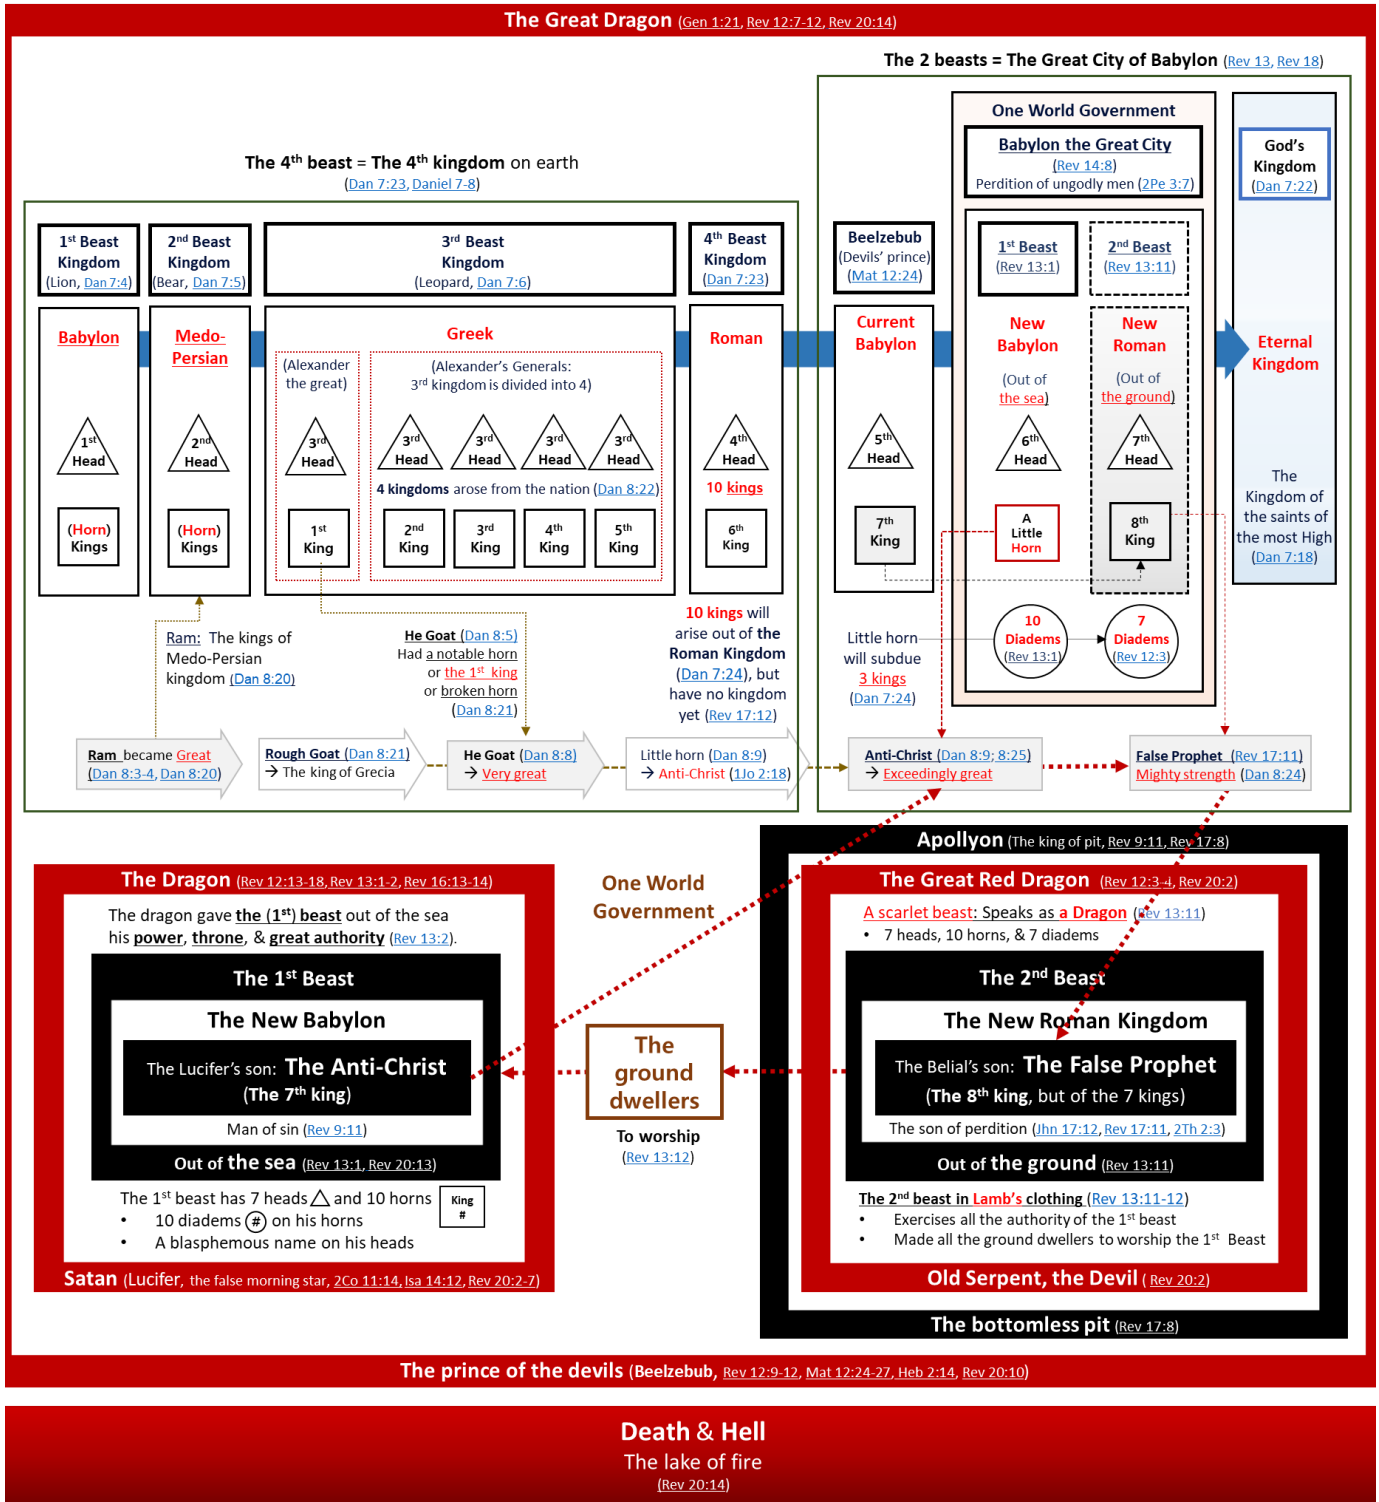 The Great Dragon (Gen 1:21, Rev 12:7-12, Rev 20:14)
The 2 beasts = The Great City of Babylon (Rev 13, Rev 18)
The 4th beast = The 4th kingdom on earth
(Dan 7:23, Daniel 7-8)
One World Government
Babylon the Great City
(Rev 14:8)
Perdition of ungodly men (2Pe 3:7)
God's
Kingdom
(Dan 7:22)
1st Beast
Kingdom
(Lion, Dan 7:4)
2nd Beast
Kingdom
(Bear, Dan 7:5)
3rd Beast
Kingdom
(Leopard, Dan 7:6)
4th Beast
Kingdom
(Dan 7:23)
Beelzebub
(Devils' prince)
(Mat 12:24)
1st Beast
(Rev 13:1)
2nd Beast
(Rev 13:11)
Babylon
Medo-
Persian
Greek
(Alexander
the great)
(Alexander's Generals:
3rd kingdom is divided into 4)
Roman
Current
Babylon
New
Babylon
(Out of
the sea)
New
Roman
(Out of
the ground)
Eternal
Kingdom
1st
Head
2nd
Head
3rd
Head
3rd
Head
3rd
Head
3rd
Head
3rd
Head
4th
Head
5th
Head
6th
Head
7th
Head
4 kingdoms arose from the nation (Dan 8:22)
10 kings
(Horn)
Kings
(Horn)
Kings
1st
King
2nd
King
3rd
King
4th
King
5th
King
6th
King
7th
King
A
Little
Horn
8th
King
The
Kingdom of
the saints of
the most High
(Dan 7:18)
Ram: The kings of
Medo-Persian
kingdom (Dan 8:20)
He Goat (Dan 8:5)
Had a notable horn
or the 1st king
or broken horn
(Dan 8:21)
10 kings will
arise out of the
Roman Kingdom
(Dan 7:24), but
have no kingdom
yet (Rev 17:12)
Little horn
will subdue
3 kings
(Dan 7:24)
10
Diadems
(Rev 13:1)
7
Diadems
(Rev 12:3)
Ram became Great
(Dan 8:3-4, Dan 8:20)
Rough Goat (Dan 8:21)
→ The king of Grecia
He Goat (Dan 8:8)
→ Very great
Little horn (Dan 8:9)
→ Anti-Christ (1Jo 2:18)
Anti-Christ (Dan 8:9; 8:25)
→ Exceedingly great
False Prophet (Rev 17:11)
Mighty strength (Dan 8:24)
The Dragon (Rev 12:13-18, Rev 13:1-2, Rev 16:13-14)
The dragon gave the (1st) beast out of the sea
his power, throne, & great authority (Rev 13:2).
The 1st Beast
The New Babylon
The Lucifer's son: The Anti-Christ
(The 7th king)
Man of sin (Rev 9:11)
Out of the sea (Rev 13:1, Rev 20:13)
The 1st beast has 7 heads and 10 horns
King
#
• 10 diadems # on his horns
• A blasphemous name on his heads
Satan (Lucifer, the false morning star, 2Co 11:14, Isa 14:12, Rev 20:2-7)
One World
Government
The
ground
dwellers
To worship
(Rev 13:12)
Apollyon (The king of pit, Rev 9:11, Rev 17:8)
The Great Red Dragon (Rev 12:3-4, Rev 20:2)
A scarlet beast: Speaks as a Dragon (Rev 13:11)
• 7 heads, 10 horns, & 7 diadems
The 2nd Beast
The New Roman Kingdom
The Belial's son: The False Prophet
(The 8th king, but of the 7 kings)
The son of perdition (Jhn 17:12, Rev 17:11, 2Th 2:3)
Out of the ground (Rev 13:11)
The 2nd beast in Lamb's clothing (Rev 13:11-12)
• Exercises all the authority of the 1st beast
• Made all the ground dwellers to worship the 1st Beast
Old Serpent, the Devil ( Rev 20:2)
The bottomless pit (Rev 17:8)
The prince of the devils (Beelzebub, Rev 12:9-12, Mat 12:24-27, Heb 2:14, Rev 20:10)
Death & Hell
The lake of fire
(Rev 20:14)